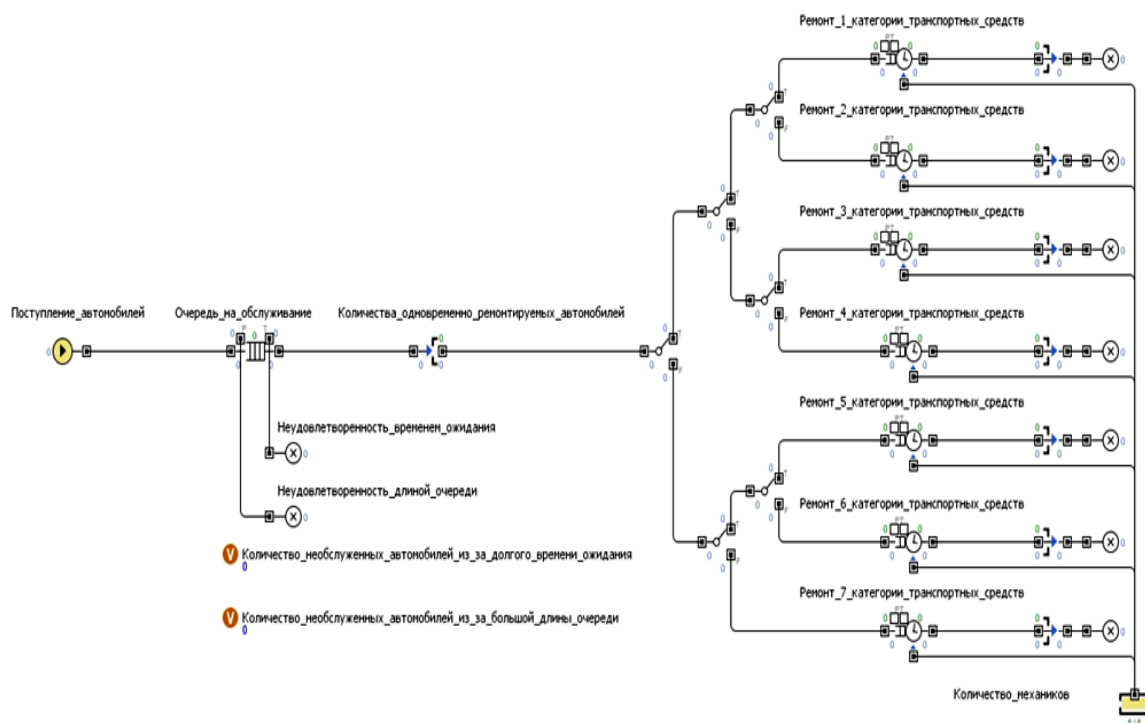 Ремонт_1_категории_транспортных_средств
Ремонт_2_категории_транспортных_средств
Ремонт_3_категории_транспортных_средств
Поступление_автомобилей
Очередь_на_обслуживание
Количества_одновременно_ремонтируемых_автомобилей
Ремонт_4_категории_транспортных_средств
Ремонт_5_категории_транспортных_средств
Неудовлетворенность_временем_ожидания
Неудовлетворенность_длиной_очереди
Ремонт_6_категории_транспортных_средств
V Количество_необслуженных_автомобилей_из_за_долгого_времени_ожидания
0
Ремонт_7_категории_транспортных_средств
V Количество_необслуженных_автомобилей_из_за_большой_длины_очереди
0
Количество_механиков